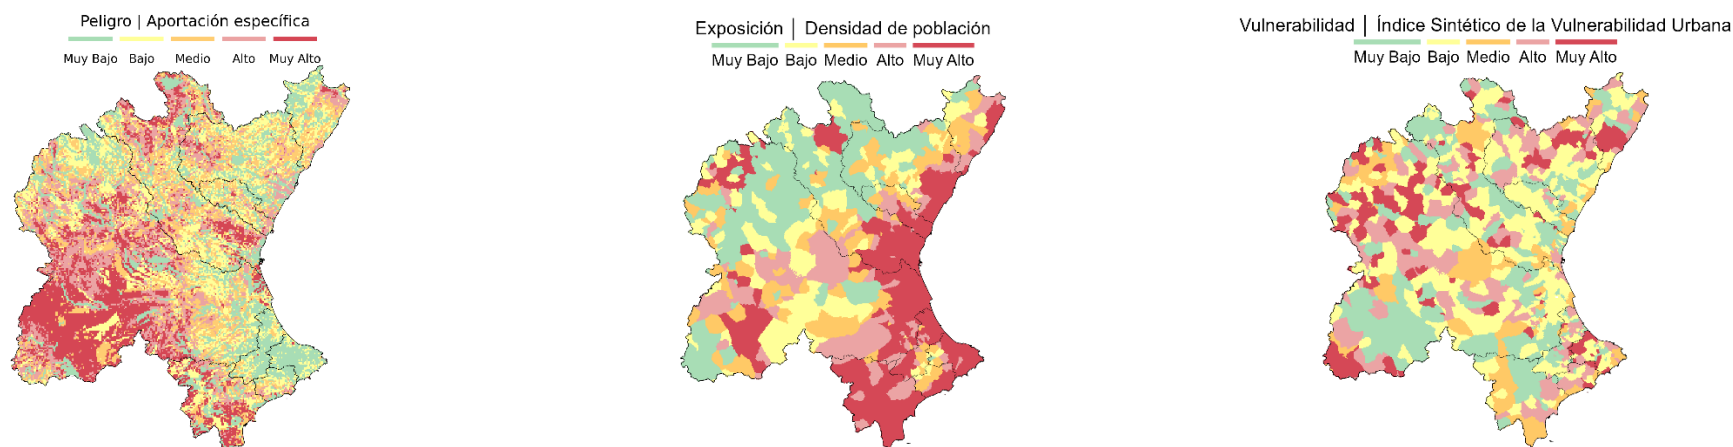 Peligro | Aportación específica
Muy Bajo Bajo Medio Alto Muy Alto
Exposición | Densidad de población
Muy Bajo Bajo Medio Alto Muy Alto
Vulnerabilidad | Índice Sintético de la Vulnerabilidad Urbana
Muy Bajo Bajo Medio Alto Muy Alto